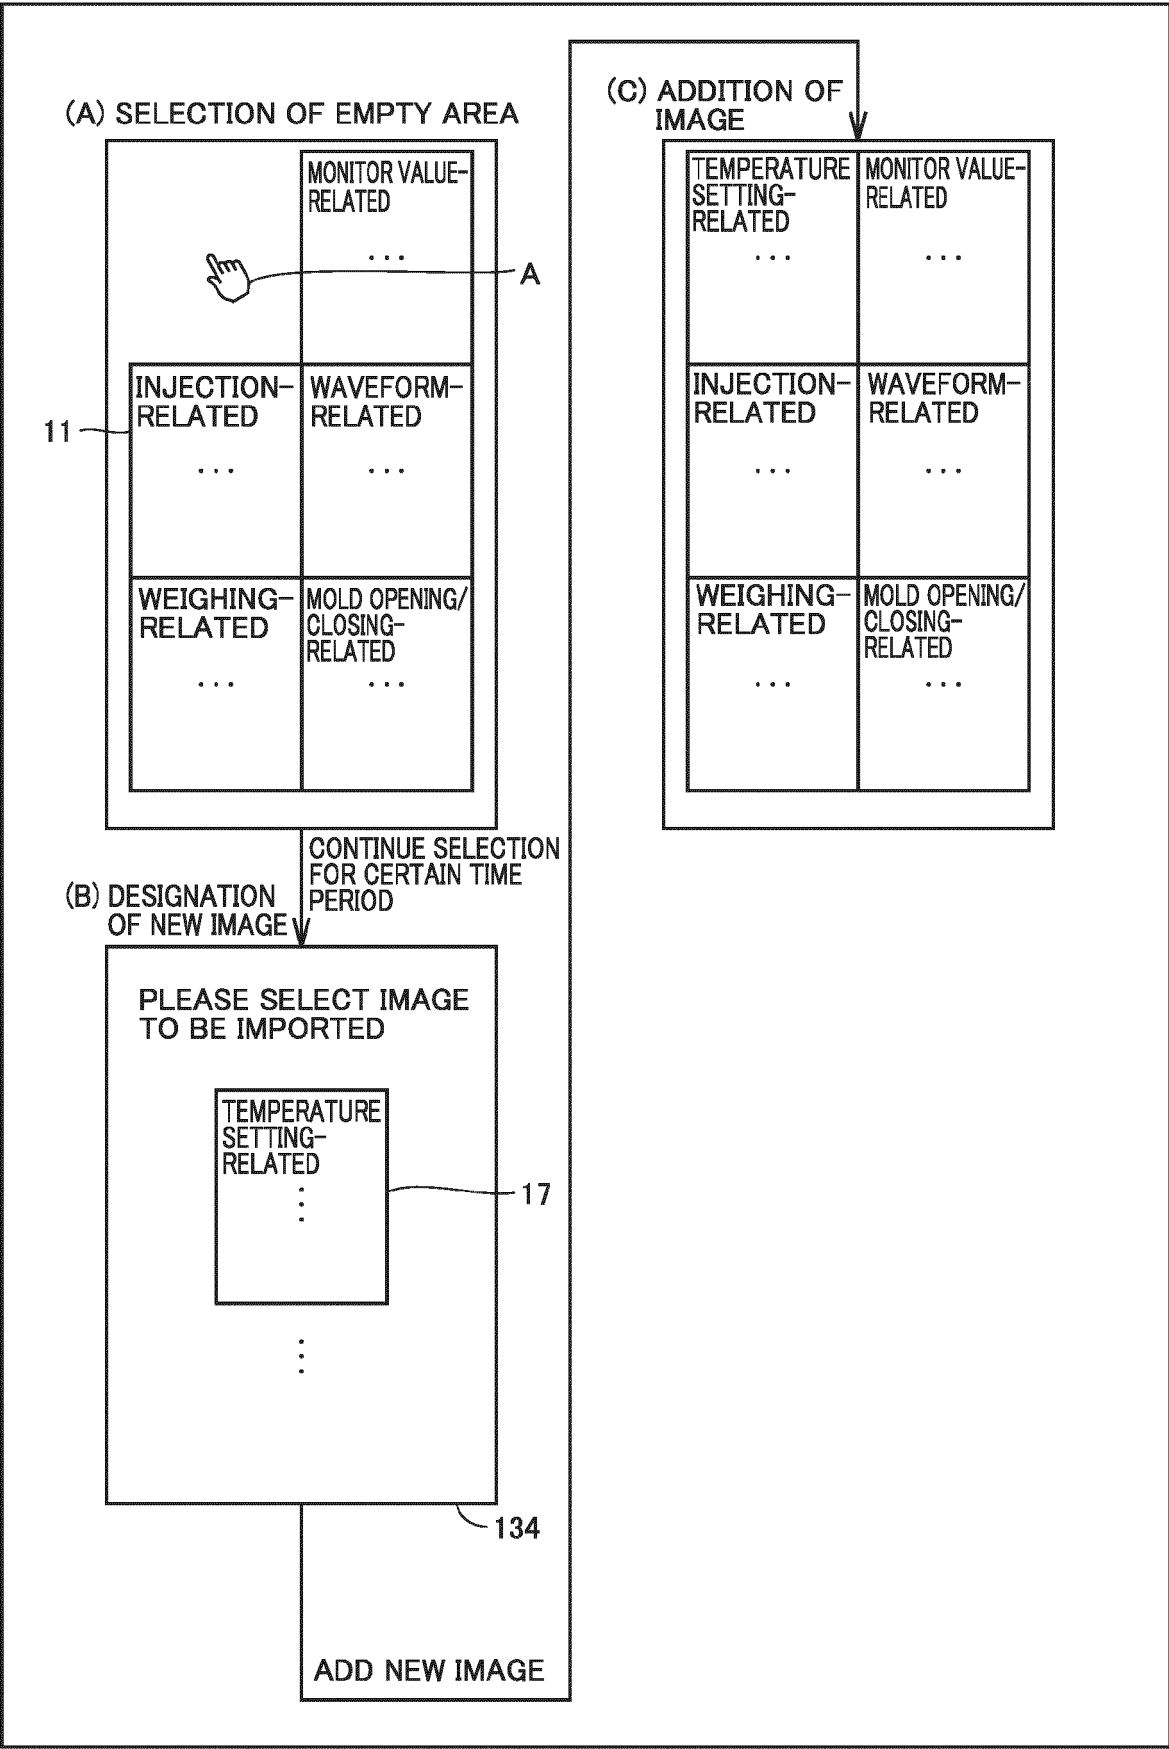 (A) SELECTION OF EMPTY AREA
MONITOR VALUE-
RELATED
...
A
INJECTION-
RELATED
...
WAVEFORM-
RELATED
...
11
WEIGHING-
RELATED
...
MOLD OPENING/
CLOSING-
RELATED
...
CONTINUE SELECTION
FOR CERTAIN TIME
PERIOD
(B) DESIGNATION
OF NEW IMAGE
PLEASE SELECT IMAGE
TO BE IMPORTED
TEMPERATURE
SETTING-
RELATED
...
17
...
134
ADD NEW IMAGE
(C) ADDITION OF
IMAGE
TEMPERATURE
SETTING-
RELATED
...
MONITOR VALUE-
RELATED
...
INJECTION-
RELATED
...
WAVEFORM-
RELATED
...
WEIGHING-
RELATED
...
MOLD OPENING/
CLOSING-
RELATED
...